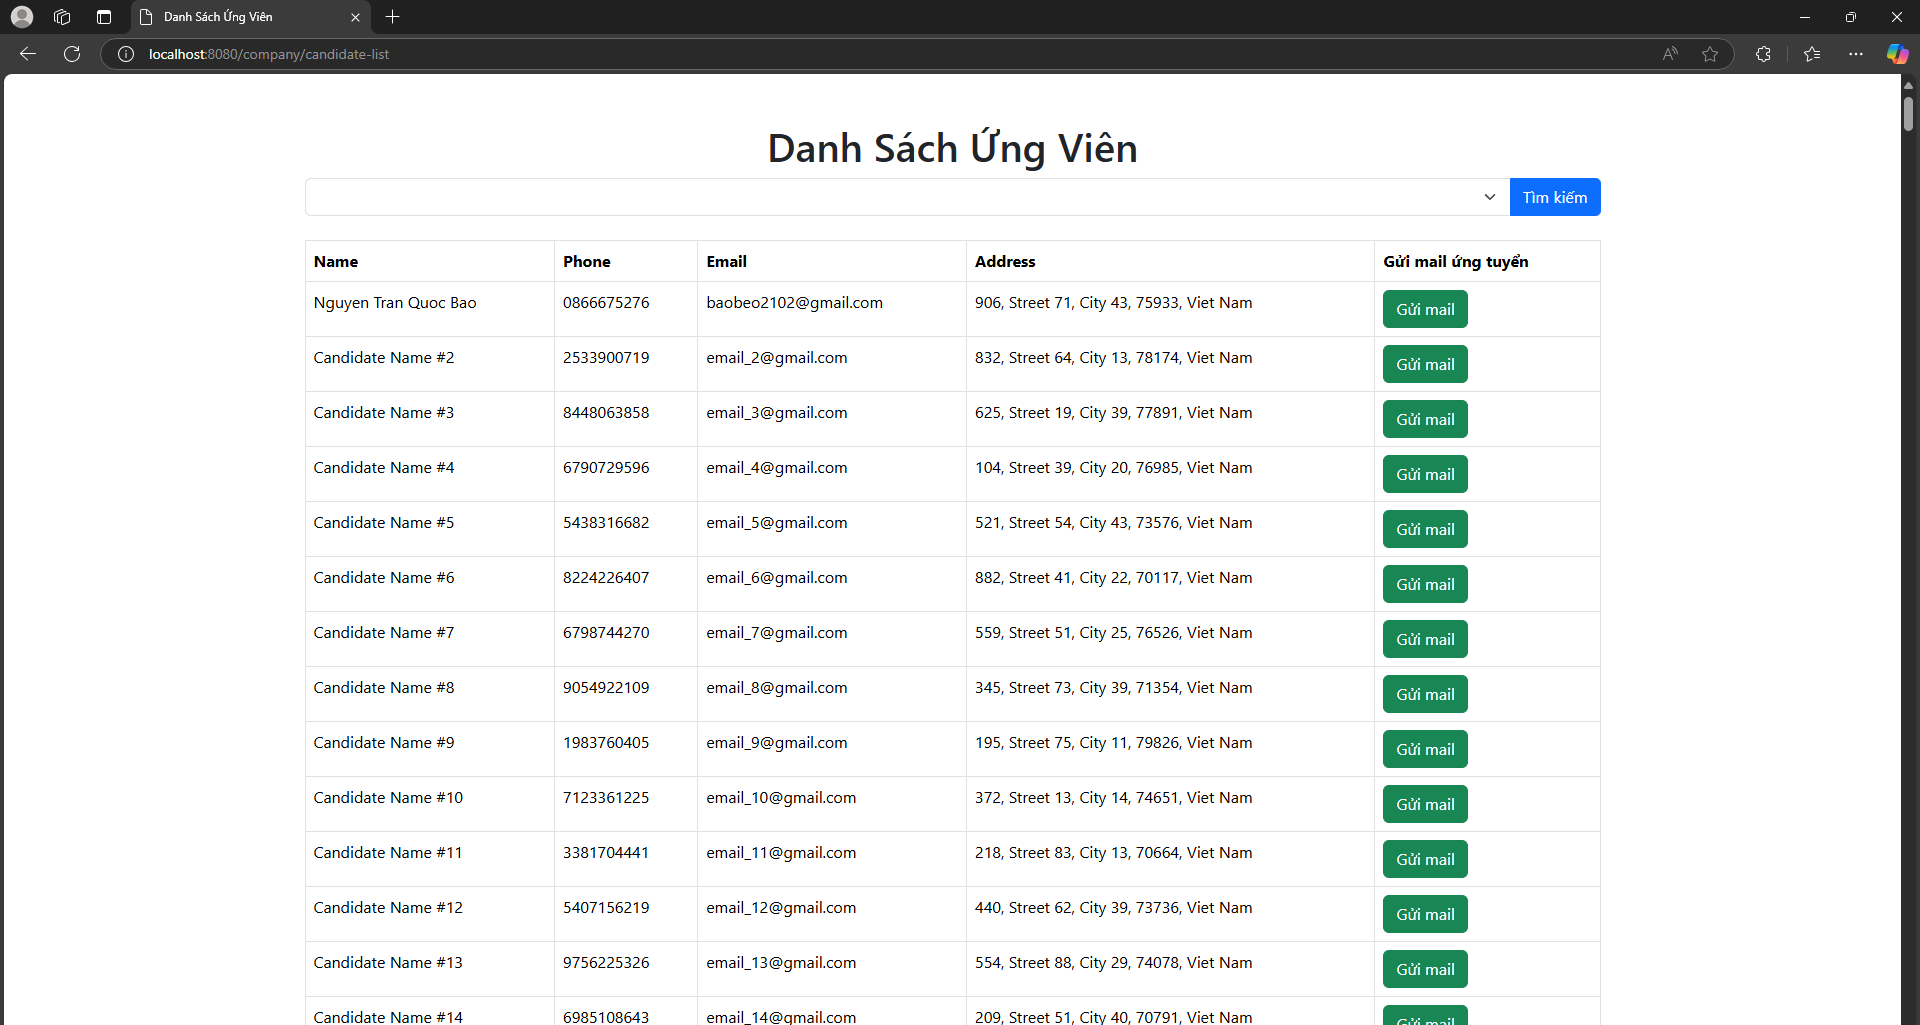 Danh Sách Ứng Viên
localhost:8080/company/candidate-list
Danh Sách Ứng Viên
Tìm kiếm
Name Phone Email Address Gửi mail ứng tuyển
Nguyen Tran Quoc Bao 0866675276 baobeo2102@gmail.com 906, Street 71, City 43, 75933, Viet Nam Gửi mail
Candidate Name #2 2533900719 email_2@gmail.com 832, Street 64, City 13, 78174, Viet Nam Gửi mail
Candidate Name #3 8448063858 email_3@gmail.com 625, Street 19, City 39, 77891, Viet Nam Gửi mail
Candidate Name #4 6790729596 email_4@gmail.com 104, Street 39, City 20, 76985, Viet Nam Gửi mail
Candidate Name #5 5438316682 email_5@gmail.com 521, Street 54, City 43, 73576, Viet Nam Gửi mail
Candidate Name #6 8224226407 email_6@gmail.com 882, Street 41, City 22, 70117, Viet Nam Gửi mail
Candidate Name #7 6798744270 email_7@gmail.com 559, Street 51, City 25, 76526, Viet Nam Gửi mail
Candidate Name #8 9054922109 email_8@gmail.com 345, Street 73, City 39, 71354, Viet Nam Gửi mail
Candidate Name #9 1983760405 email_9@gmail.com 195, Street 75, City 11, 79826, Viet Nam Gửi mail
Candidate Name #10 7123361225 email_10@gmail.com 372, Street 13, City 14, 74651, Viet Nam Gửi mail
Candidate Name #11 3381704441 email_11@gmail.com 218, Street 83, City 13, 70664, Viet Nam Gửi mail
Candidate Name #12 5407156219 email_12@gmail.com 440, Street 62, City 39, 73736, Viet Nam Gửi mail
Candidate Name #13 9756225326 email_13@gmail.com 554, Street 88, City 29, 74078, Viet Nam Gửi mail
Candidate Name #14 6985108643 email_14@gmail.com 209, Street 51, City 40, 70791, Viet Nam Gửi mail